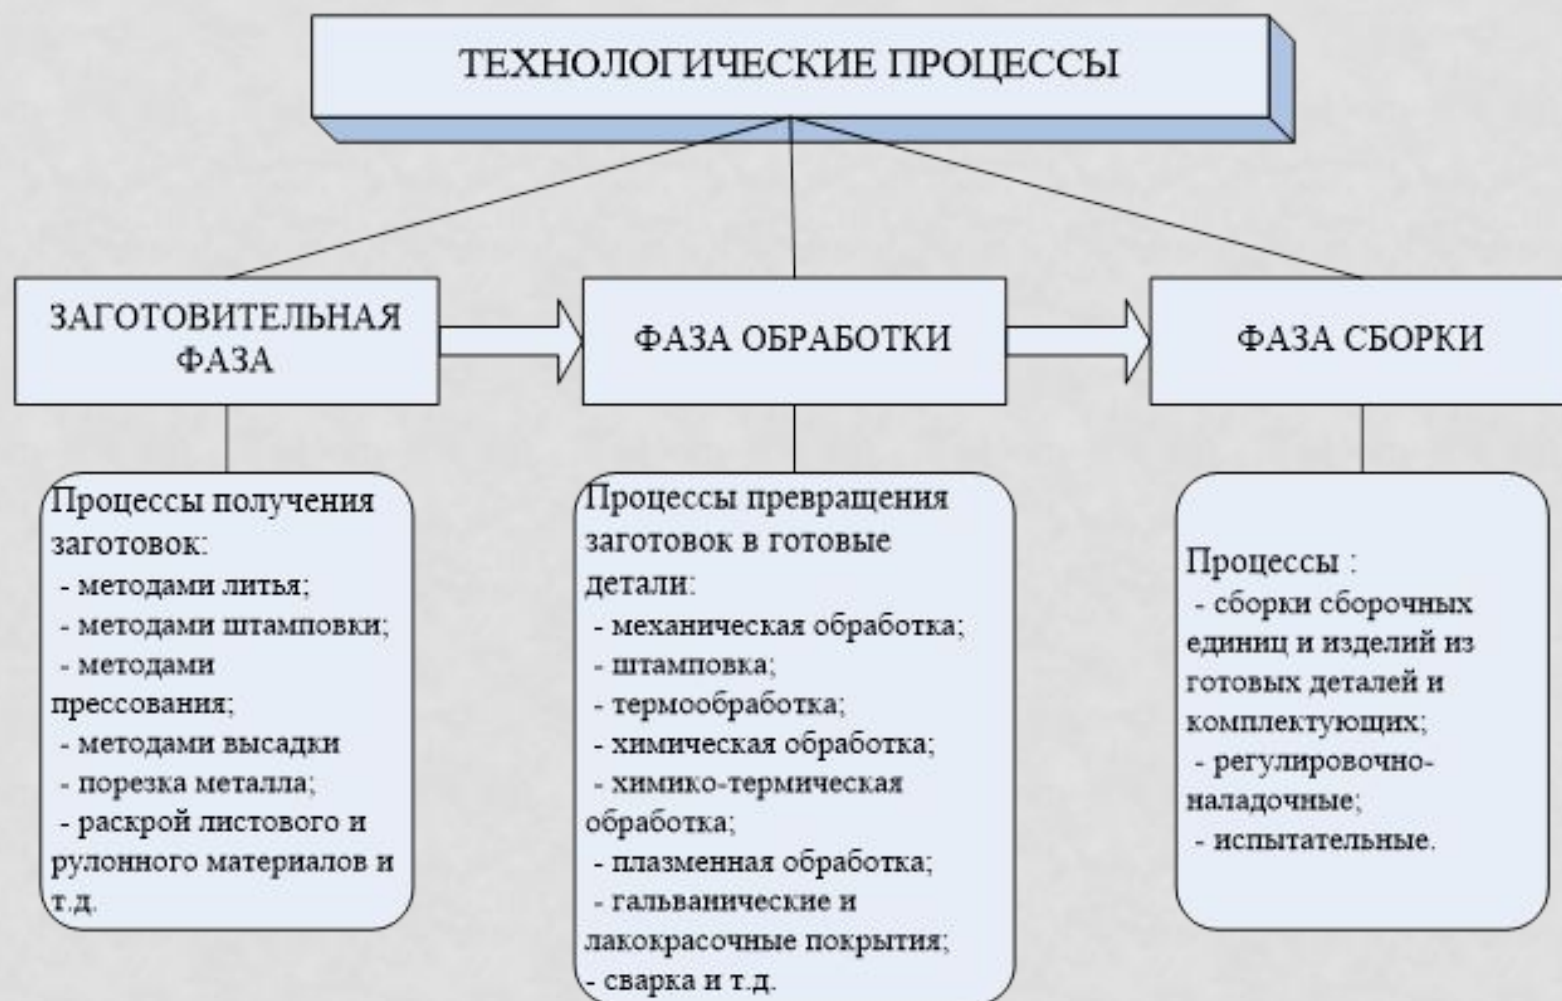 ТЕХНОЛОГИЧЕСКИЕ ПРОЦЕССЫ
ЗАГОТОВИТЕЛЬНАЯ
ФАЗА
ФАЗА ОБРАБОТКИ
ФАЗА СБОРКИ
Процессы получения
заготовок:
- методами литья;
- методами штамповки;
- методами
прессования;
- методами высадки
- порезка металла;
- раскрой листового и
рулонного материалов и
т.д.
Процессы превращения
заготовок в готовые
детали:
- механическая обработка;
- штамповка;
- термообработка;
- химическая обработка;
- химико-термическая
обработка;
- плазменная обработка;
- гальванические и
лакокрасочные покрытия;
- сварка и т.д.
Процессы :
- сборки сборочных
единиц и изделий из
готовых деталей и
комплектующих;
- регулировочно-
наладочные;
- испытательные.